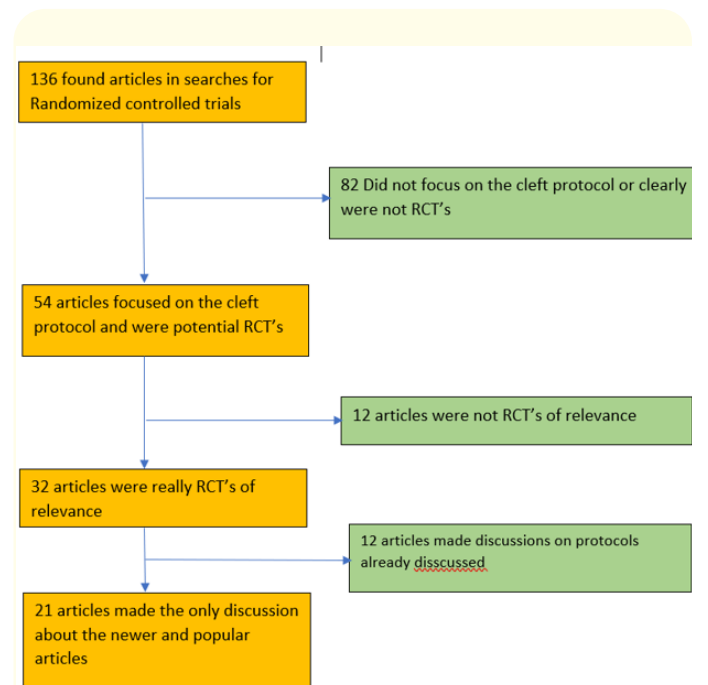 136 found articles in searches for
Randomized controlled trials
82 Did not focus on the cleft protocol or clearly
were not RCT's
54 articles focused on the cleft
protocol and were potential RCT's
12 articles were not RCT's of relevance
32 articles were really RCT's of
relevance
12 articles made discussions on protocols
already disscussed
21 articles made the only discussion
about the newer and popular
articles